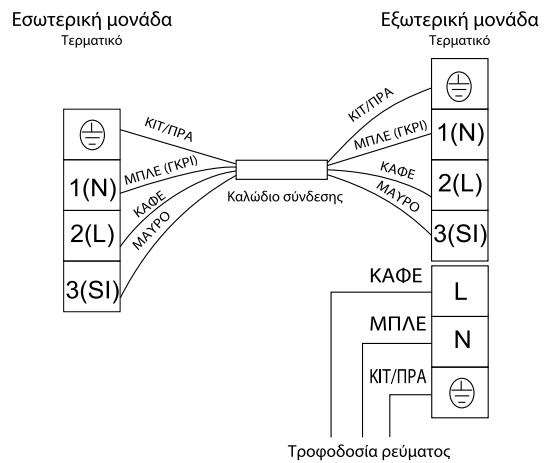 Εσωτερική μονάδα
Τερματικό
Εξωτερική μονάδα
Τερματικό
ΚΙΤ/ΠΡΑ
ΜΠΛΕ (ΓΚΡΙ)
ΚΑΦΕ
ΜΑΥΡΟ
1(N)
2(L)
3(SI)
Καλώδιο σύνδεσης
ΚΙΤ/ΠΡΑ
ΜΠΛΕ (ΓΚΡΙ)
ΚΑΦΕ
ΜΑΥΡΟ
1(N)
2(L)
3(SI)
ΚΑΦΕ
L
ΜΠΛΕ
N
ΚΙΤ/ΠΡΑ
Τροφοδοσία ρεύματος